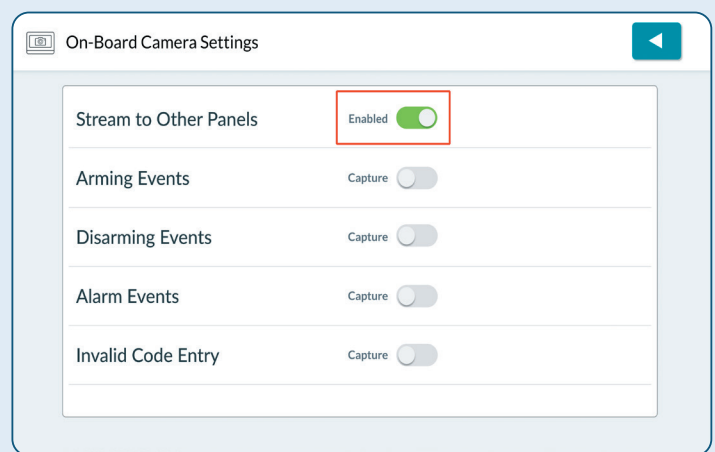 On-Board Camera Settings
Stream to Other Panels Enabled
Arming Events Capture
Disarming Events Capture
Alarm Events Capture
Invalid Code Entry Capture